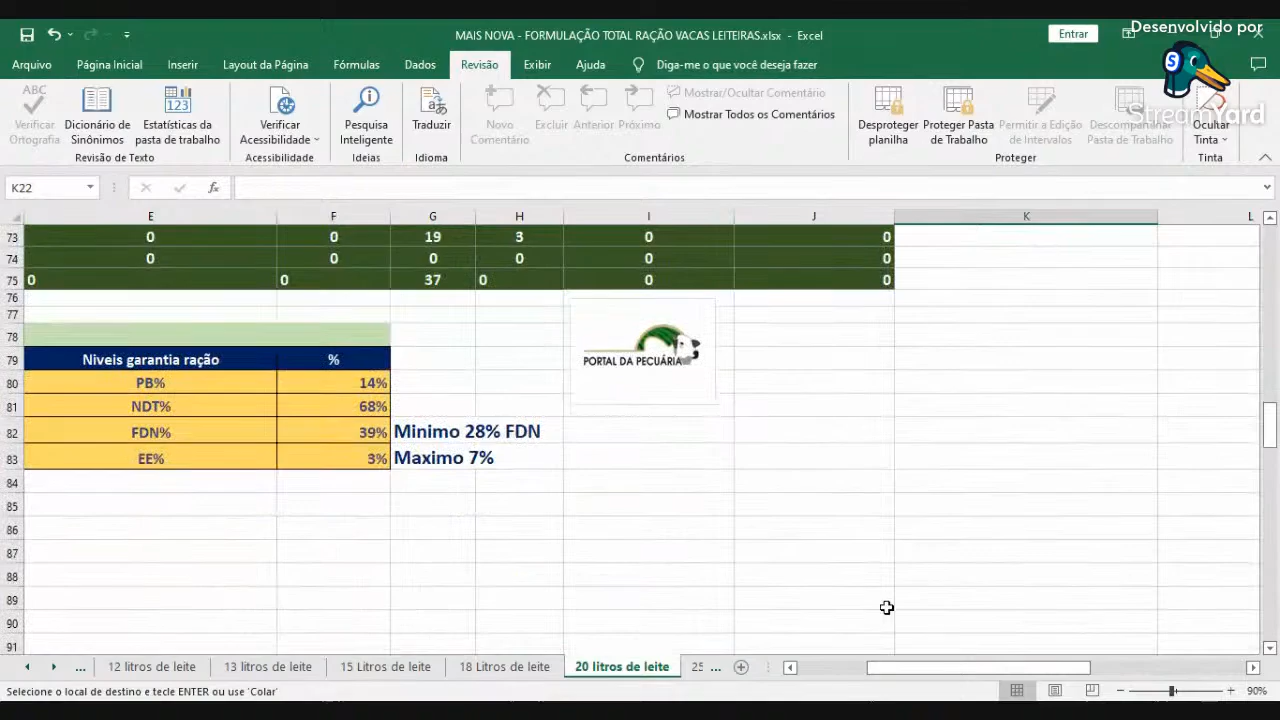 Desenvolvido por
StreamYard
MAIS NOVA - FORMULAÇÃO TOTAL RAÇÃO VACAS LEITEIRAS.xlsx - Excel
Entrar
Arquivo Página Inicial Inserir Layout da Página Fórmulas Dados Revisão Exibir Ajuda Diga-me o que você deseja fazer
ABC
Verificar Ortografia
Dicionário de Sinônimos
123
Estatísticas da pasta de trabalho
Verificar Acessibilidade
Pesquisa Inteligente
Traduzir
Novo Comentário
Excluir
Anterior
Próximo
Mostrar/Ocultar Comentário
Mostrar Todos os Comentários
Desproteger planilha
Proteger Pasta de Trabalho
Permitir a Edição de Intervalos
Ocultar Tinta
Revisão de Texto Acessibilidade Ideias Idioma Comentários Proteger Tinta
K22 fx
E F G H I J K L
73 0 0 19 3 0 0
74 0 0 0 0 0 0
75 0 0 37 0 0 0
76
77
78
PORTAL DA PECUÁRIA
79 Niveis garantia ração %
80 PB% 14%
81 NDT% 68%
82 FDN% 39% Minimo 28% FDN
83 EE% 3% Maximo 7%
84
85
86
87
88
89
90
91
... 12 litros de leite 13 litros de leite 15 Litros de leite 18 Litros de leite 20 litros de leite 25 ...
Selecione o local de destino e tecle ENTER ou use 'Colar' 90%